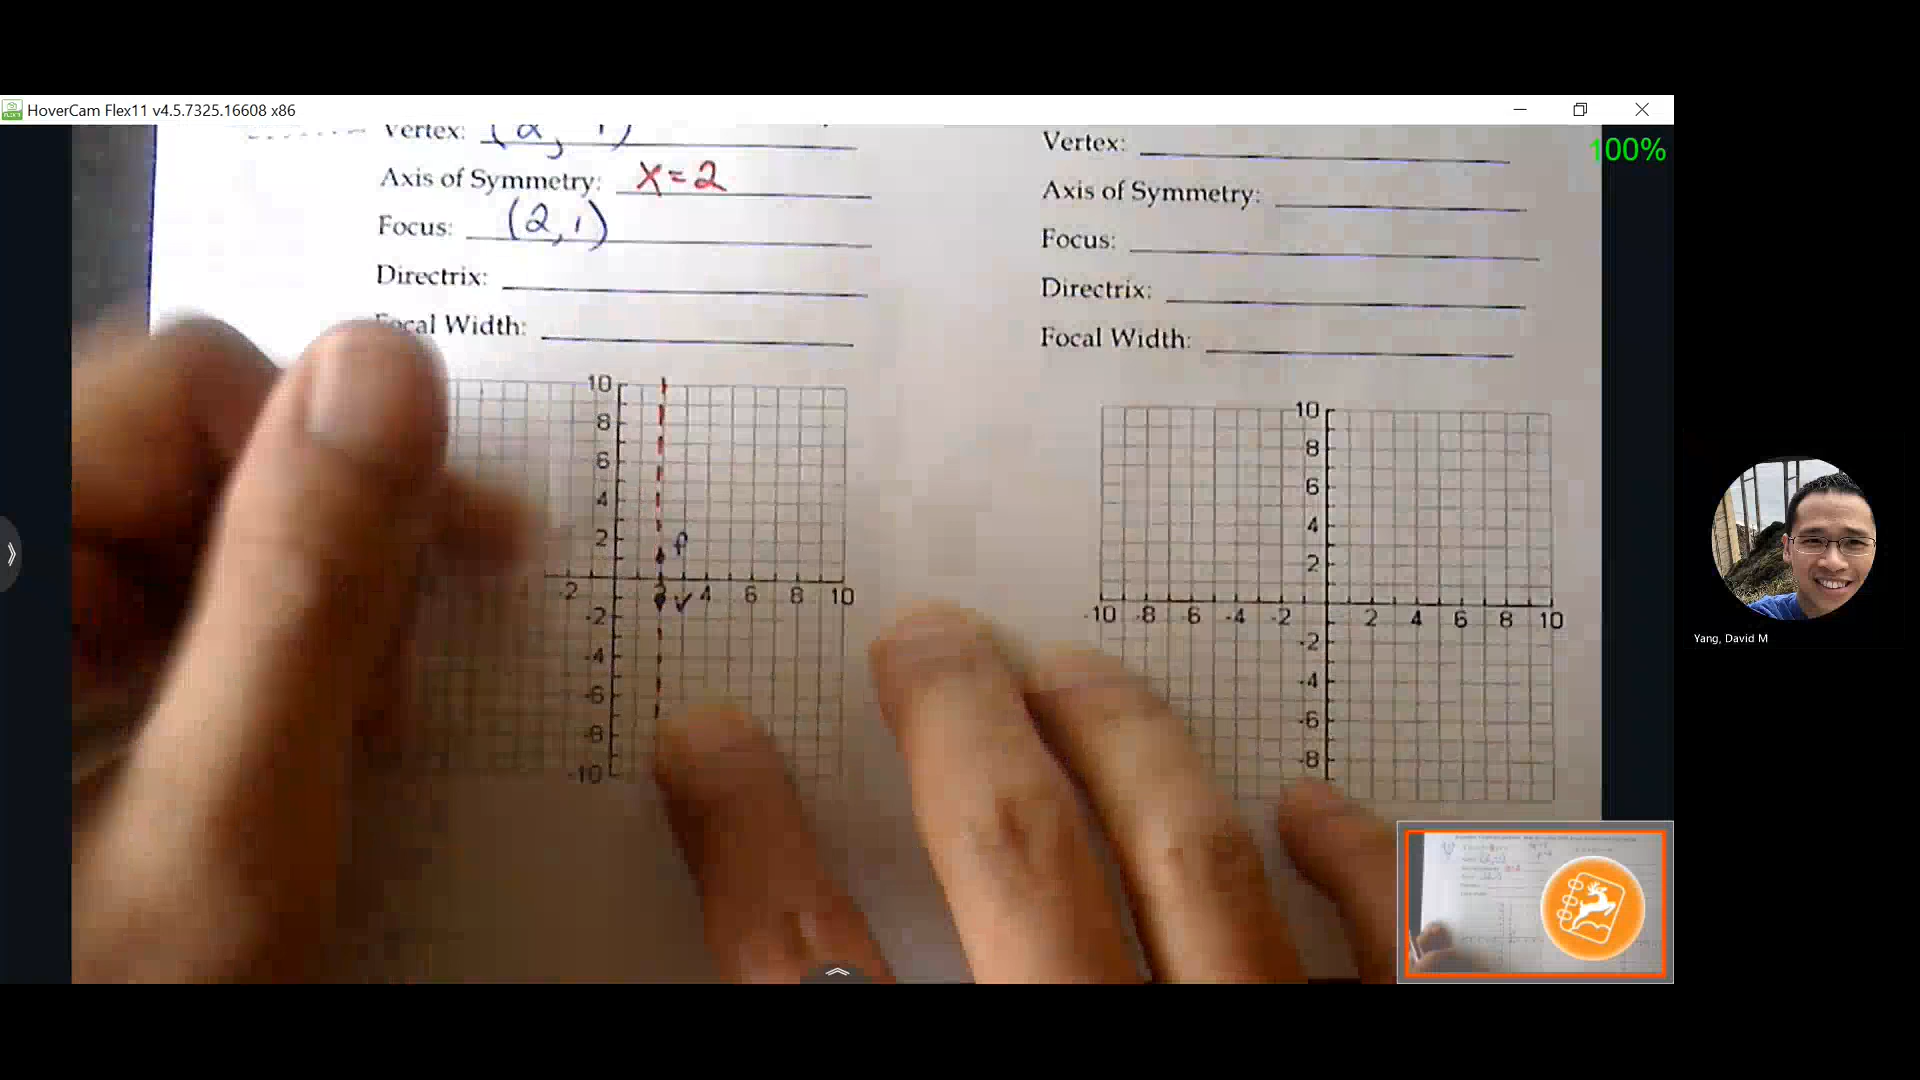 HoverCam Flex11 v4.5.7325.16608 x86
100%
Vertex:
Axis of Symmetry: x=2
Focus: (2,1)
Directrix:
Focal Width:
10
8
6
4
2
-2 2 4 6 8 10
-2
-4
-6
-8
-10
V
Vertex:
Axis of Symmetry:
Focus:
Directrix:
Focal Width:
10
8
6
4
2
-10 -8 6 -4 -2 2 4 6 8 10
-2
-4
-6
-8
Yang, David M